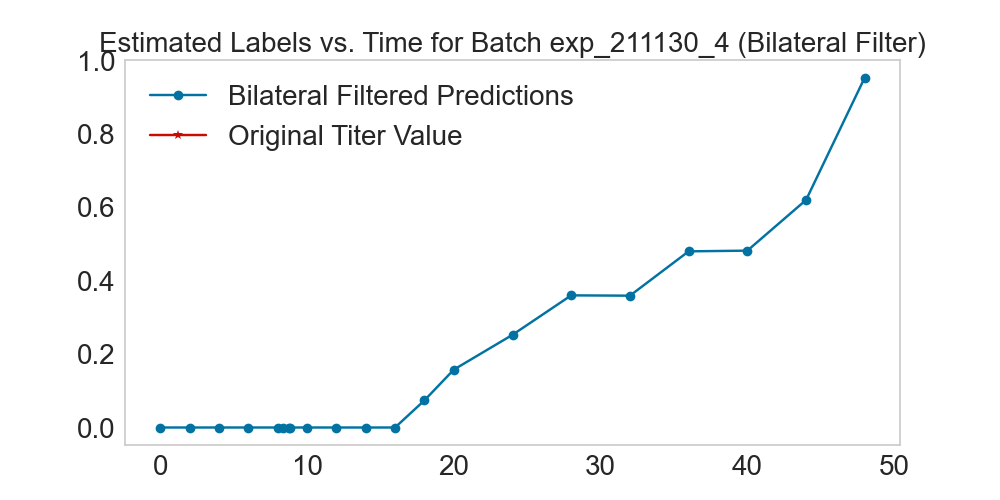 Estimated Labels vs. Time for Batch exp_211130_4 (Bilateral Filter)
1.0
Bilateral Filtered Predictions
Original Titer Value
0.8
0.6
0.4
0.2
0.0
0 10 20 30 40 50